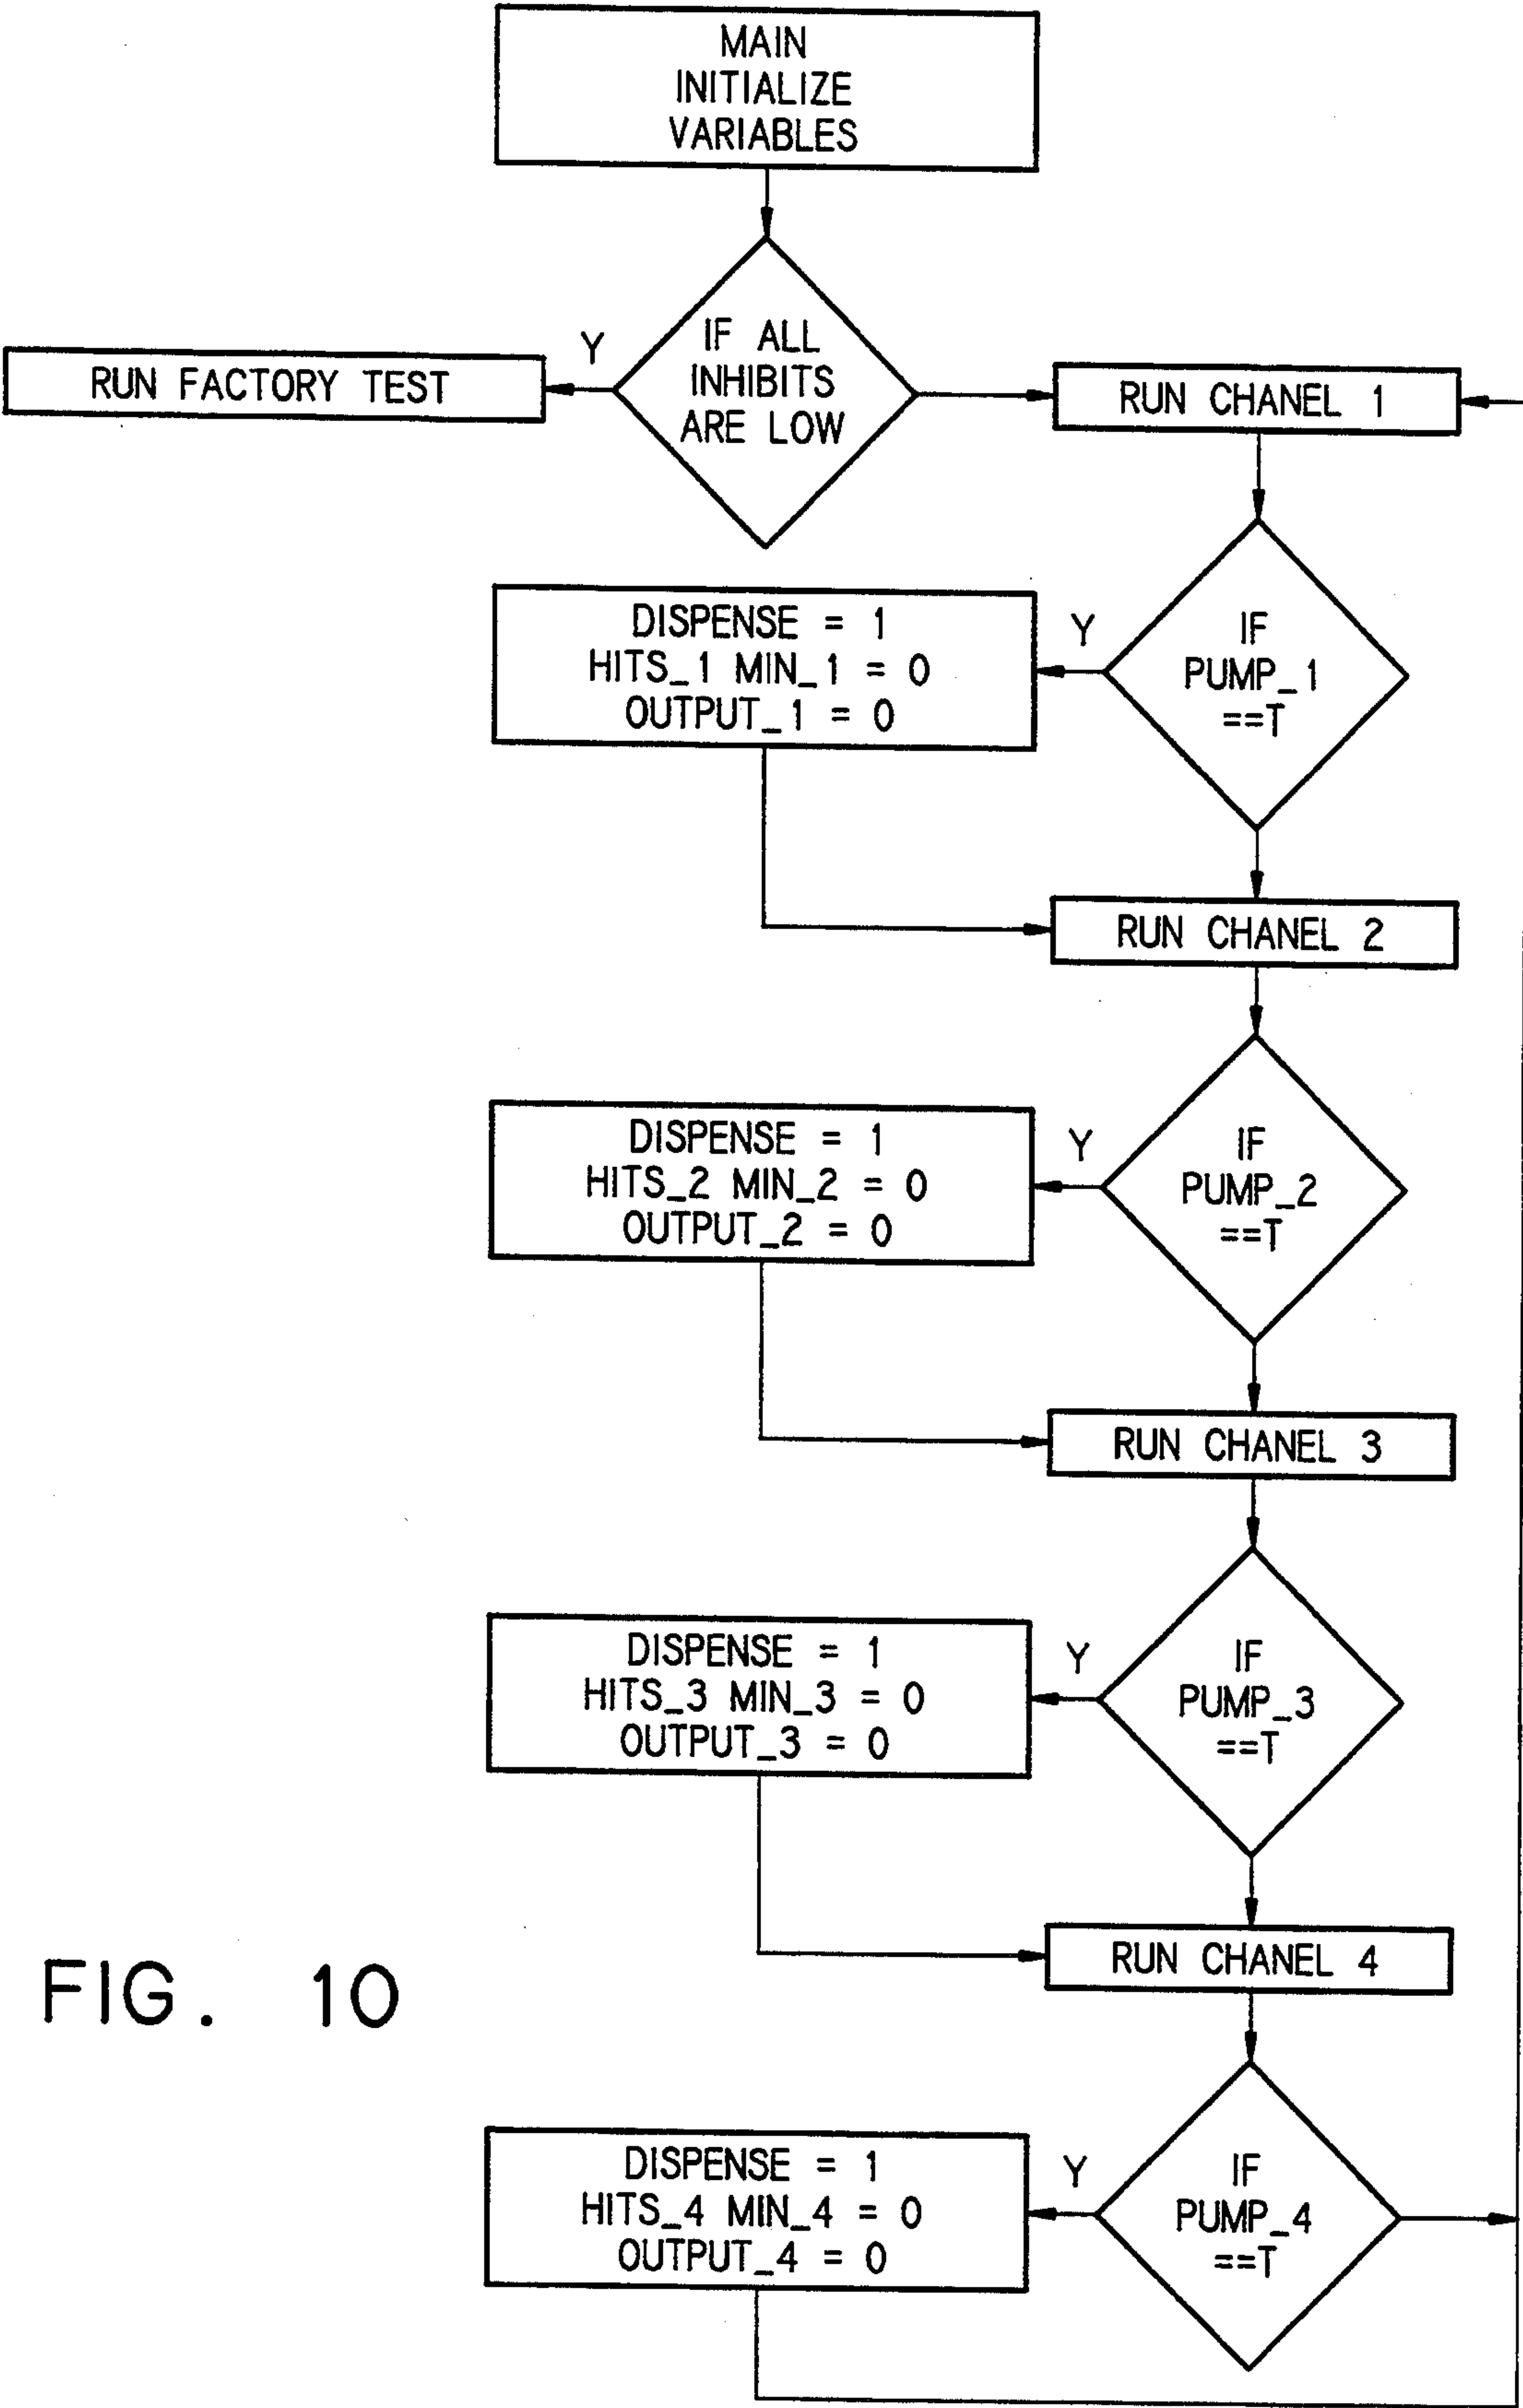 MAIN
INITIALIZE
VARIABLES
IF ALL
INHIBITS
ARE LOW
Y
RUN FACTORY TEST
RUN CHANEL 1
IF
PUMP_1
==T
Y
DISPENSE = 1
HITS_1 MIN_1 = 0
OUTPUT_1 = 0
RUN CHANEL 2
IF
PUMP_2
==T
Y
DISPENSE = 1
HITS_2 MIN_2 = 0
OUTPUT_2 = 0
RUN CHANEL 3
IF
PUMP_3
==T
Y
DISPENSE = 1
HITS_3 MIN_3 = 0
OUTPUT_3 = 0
RUN CHANEL 4
IF
PUMP_4
==T
Y
DISPENSE = 1
HITS_4 MIN_4 = 0
OUTPUT_4 = 0
FIG. 10